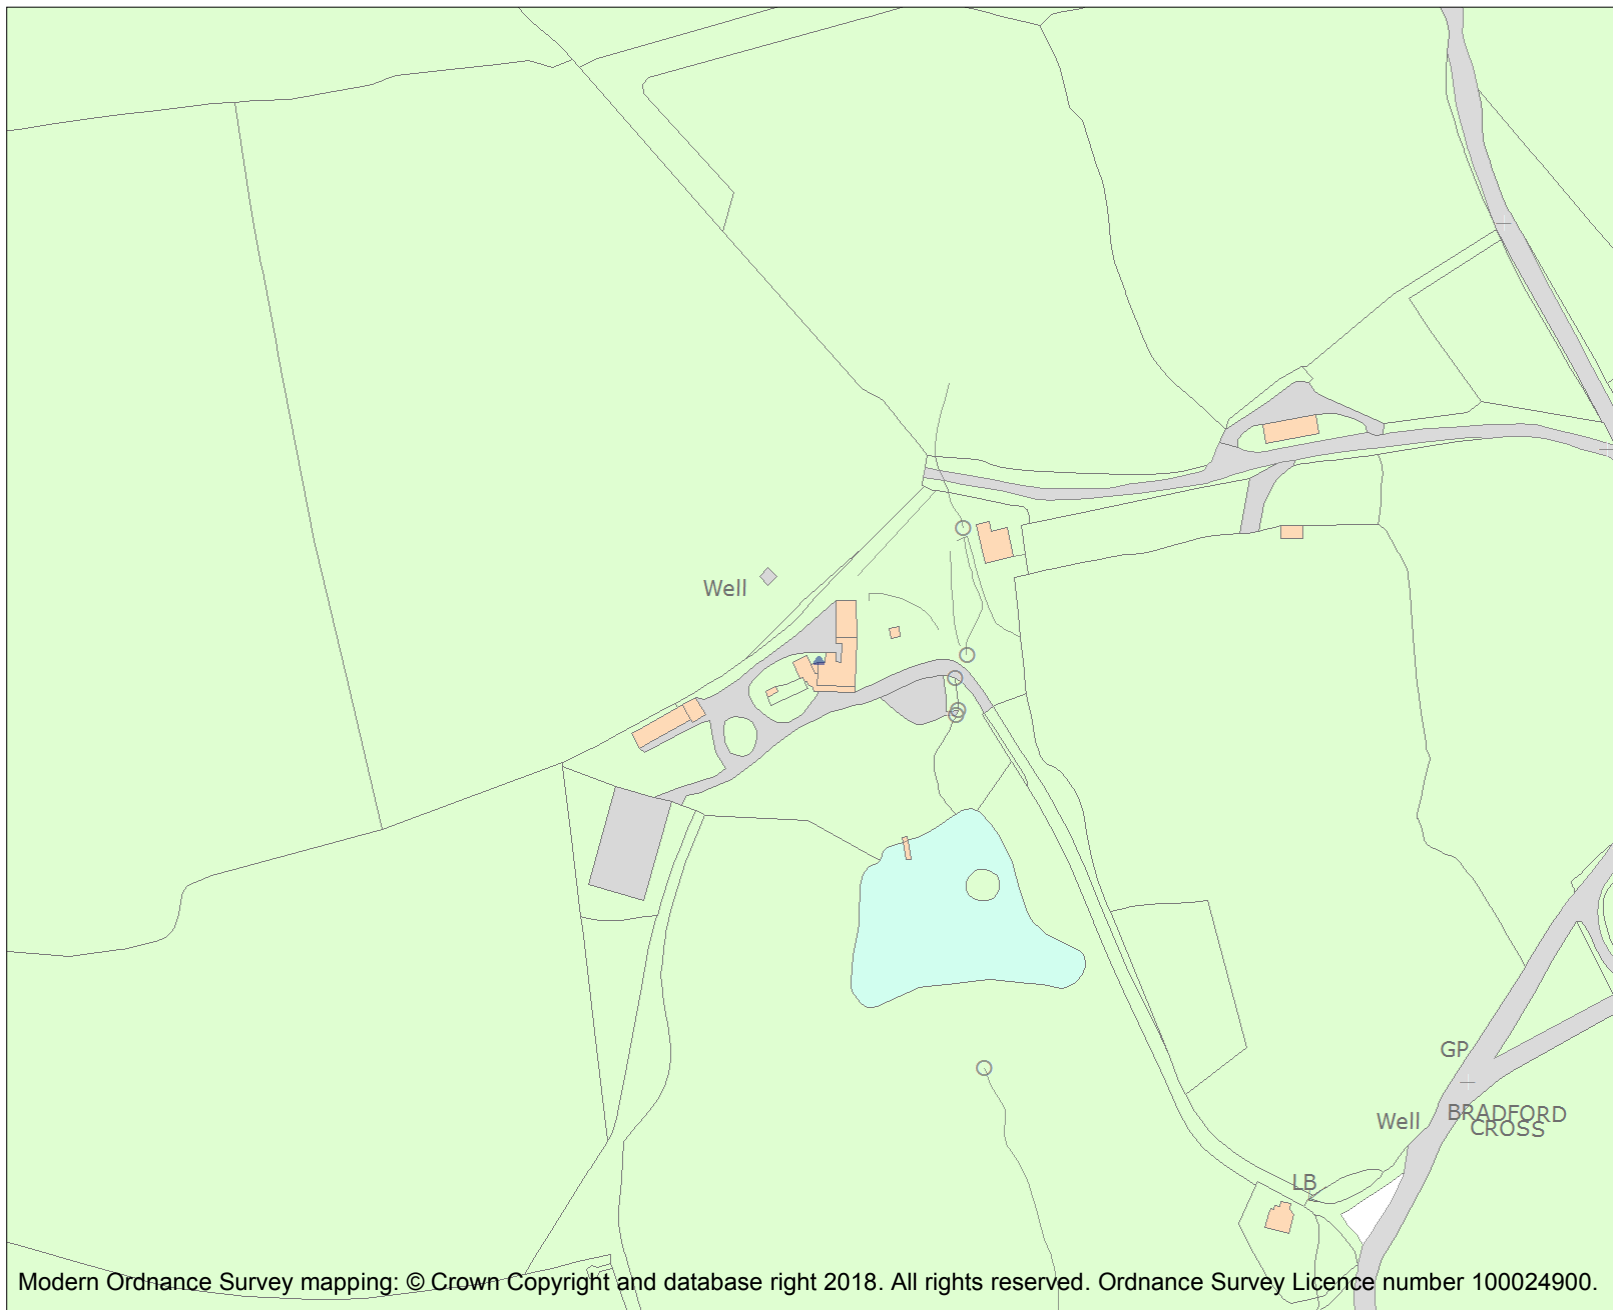 Well
GP
BRADFORD
CROSS
Well
LB
Modern Ordnance Survey mapping: © Crown Copyright and database right 2018. All rights reserved. Ordnance Survey Licence number 100024900.